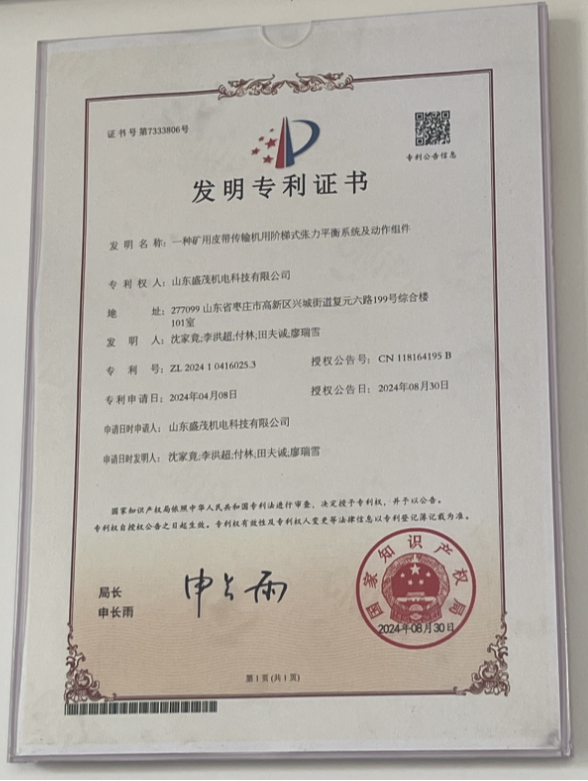 证书号第7333806号
专利公告信息
发明专利证书
发明名称：一种矿用皮带传输机用阶梯式张力平衡系统及动作组件
专利权人：山东盛茂机电科技有限公司
地址：277099 山东省枣庄市高新区兴城街道复元六路199号综合楼
101室
发明人：沈家竟;李洪超;付林;田夫诚;廖瑞雪
专利号：ZL 2024 1 0416025.3 授权公告号：CN 118164195 B
专利申请日：2024年04月08日 授权公告日：2024年08月30日
申请日时申请人：山东盛茂机电科技有限公司
申请日时发明人：沈家竟;李洪超;付林;田夫诚;廖瑞雪
国家知识产权局依照中华人民共和国专利法进行审查，决定授予专利权，并予以公告。
专利权自授权公告之日起生效。专利权有效性及专利权人变更等法律信息以专利登记簿记载为准。
局长
申长雨
申长雨
国家知识产权局
2024年08月30日
第1页(共1页)